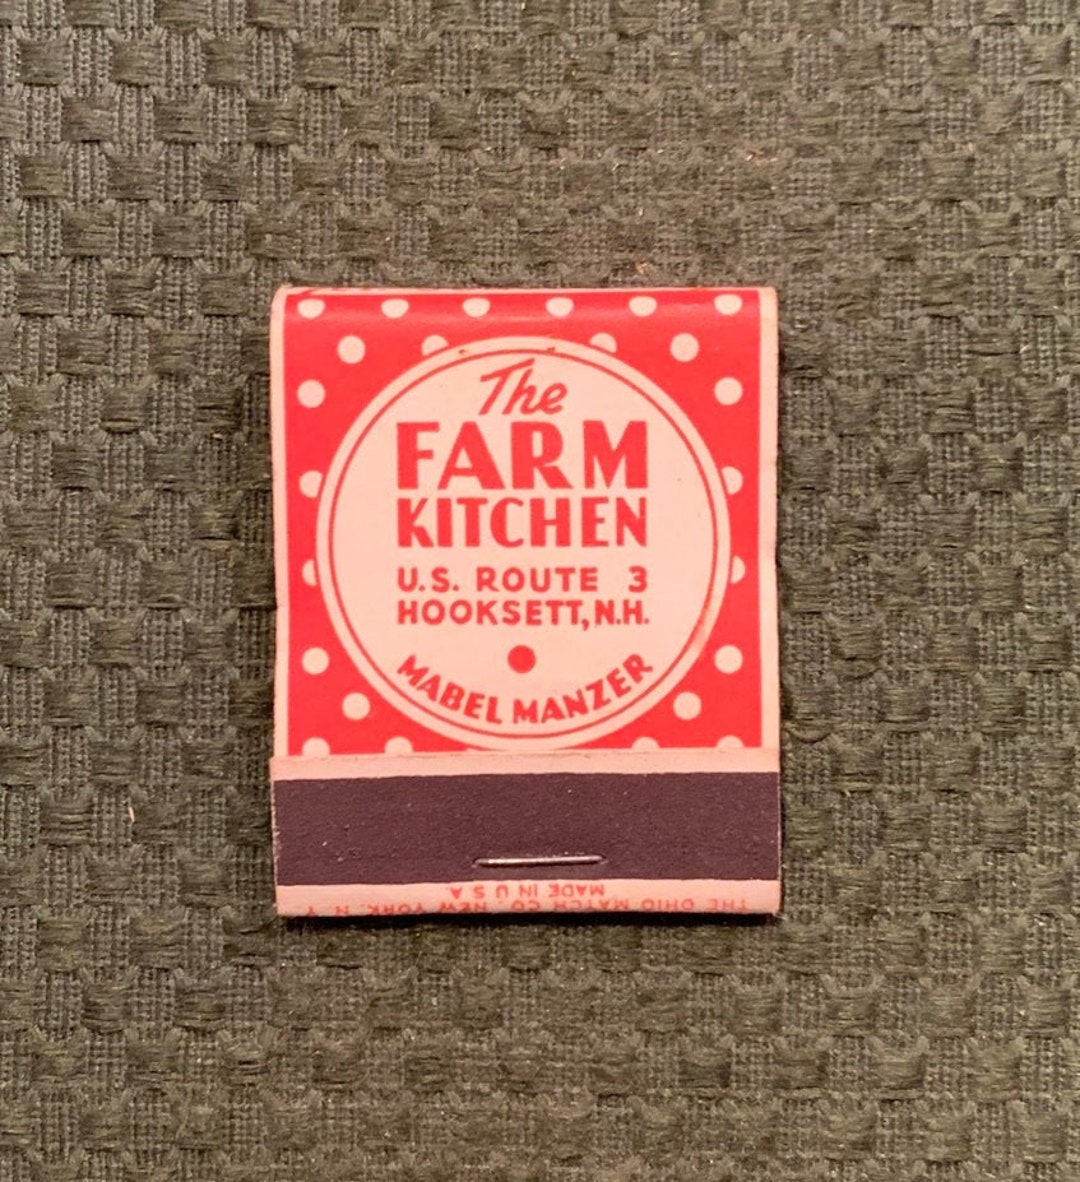 The
FARM
KITCHEN
U.S. ROUTE 3
HOOKSETT, N.H.
MABEL MANZER
MADE IN U S A
THE OHIO MATCH CO. NEW YORK. N. Y.